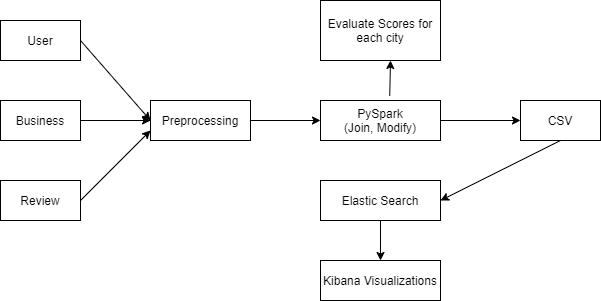 User
Evaluate Scores for
each city
Business
Preprocessing
PySpark
(Join, Modify)
CSV
Review
Elastic Search
Kibana Visualizations